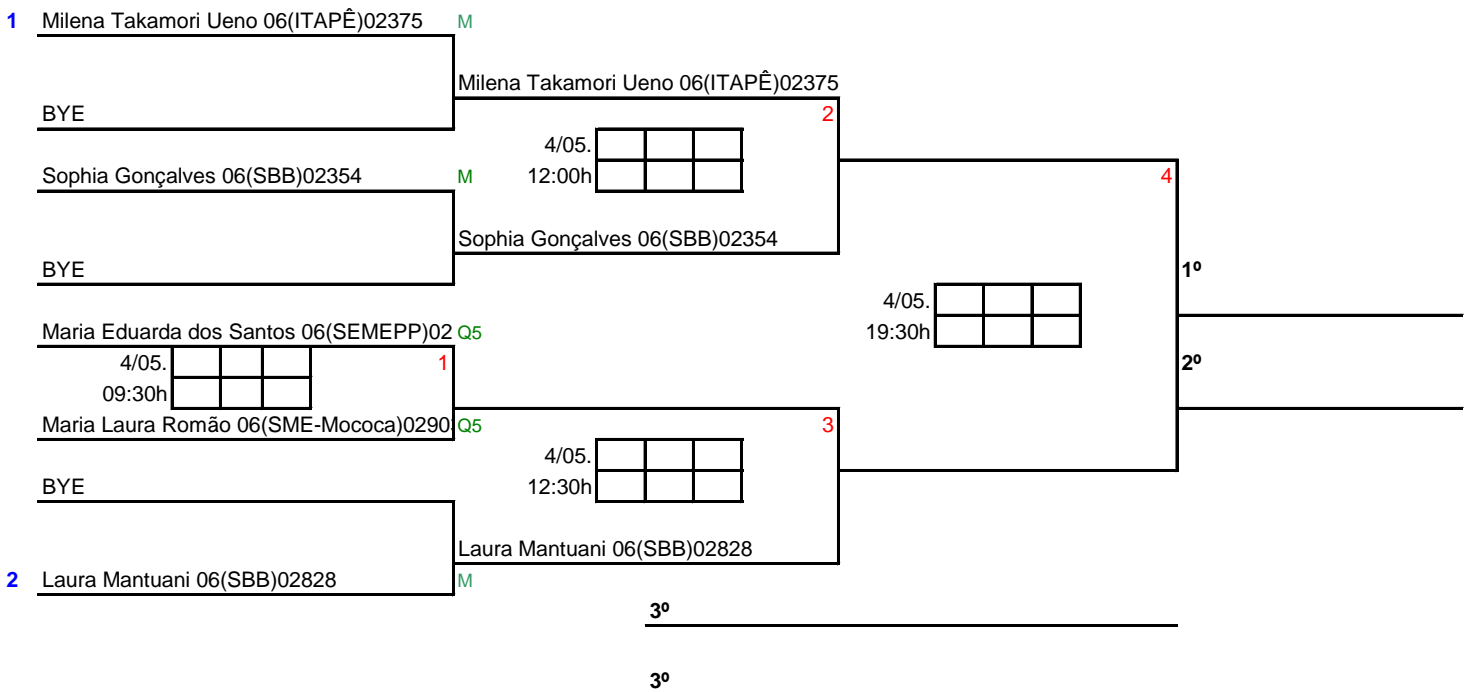 1 Milena Takamori Ueno 06(ITAPÊ)02375 M
Milena Takamori Ueno 06(ITAPÊ)02375
BYE
2
4/05.
12:00h
Sophia Gonçalves 06(SBB)02354 M
4
Sophia Gonçalves 06(SBB)02354
BYE
1º
4/05.
19:30h
Maria Eduarda dos Santos 06(SEMEPP)02 Q5
4/05.
1
09:30h
2º
Maria Laura Romão 06(SME-Mococa)0290 Q5
3
4/05.
12:30h
BYE
Laura Mantuani 06(SBB)02828
2 Laura Mantuani 06(SBB)02828 M
3º
3º